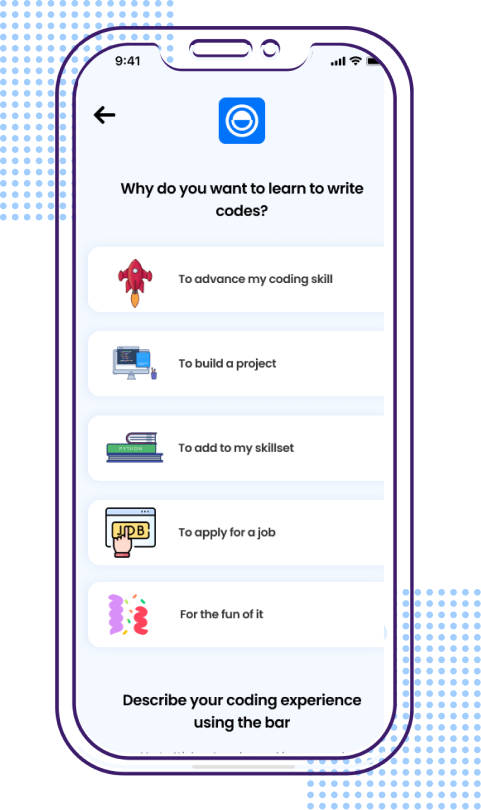 9:41
Why do you want to learn to write
codes?
To advance my coding skill
To build a project
PYTHON
To add to my skillset
JOB
To apply for a job
For the fun of it
Describe your coding experience
using the bar